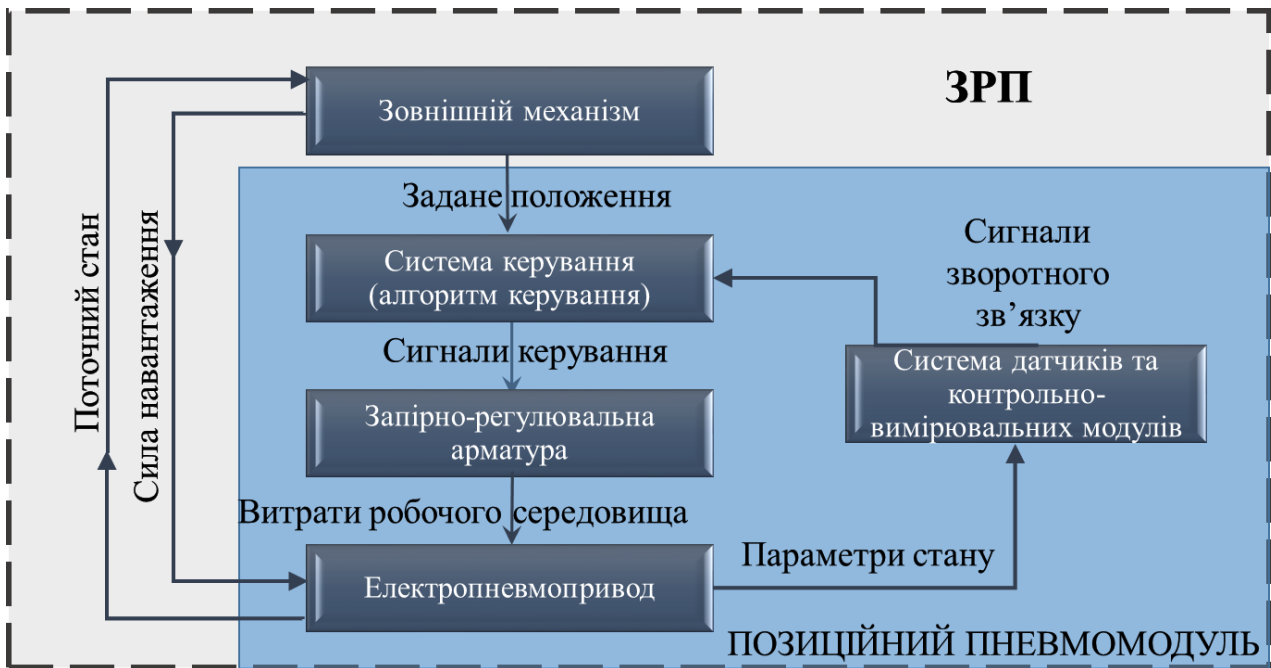 ЗРП
Зовнішній механізм
Задане положення
Система керування
(алгоритм керування)
Сигнали
зворотного
зв’язку
Сигнали керування
Система датчиків та
контрольно-
вимірювальних модулів
Запірно-регулювальна
арматура
Поточний стан
Сила навантаження
Витрати робочого середовища
Електропневмопривод
Параметри стану
ПОЗИЦІЙНИЙ ПНЕВМОМОДУЛЬ